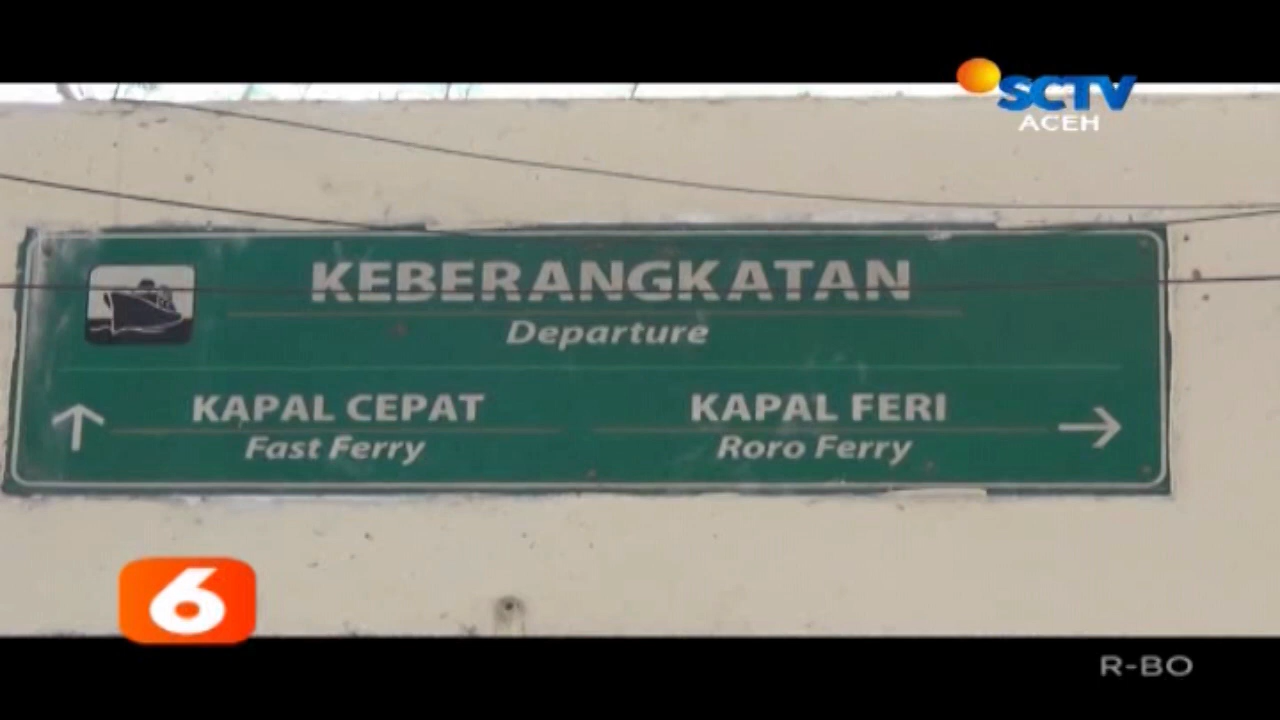 SCTV
ACEH
KEBERANGKATAN
Departure
KAPAL CEPAT
Fast Ferry
KAPAL FERI
Roro Ferry
6
R-BO